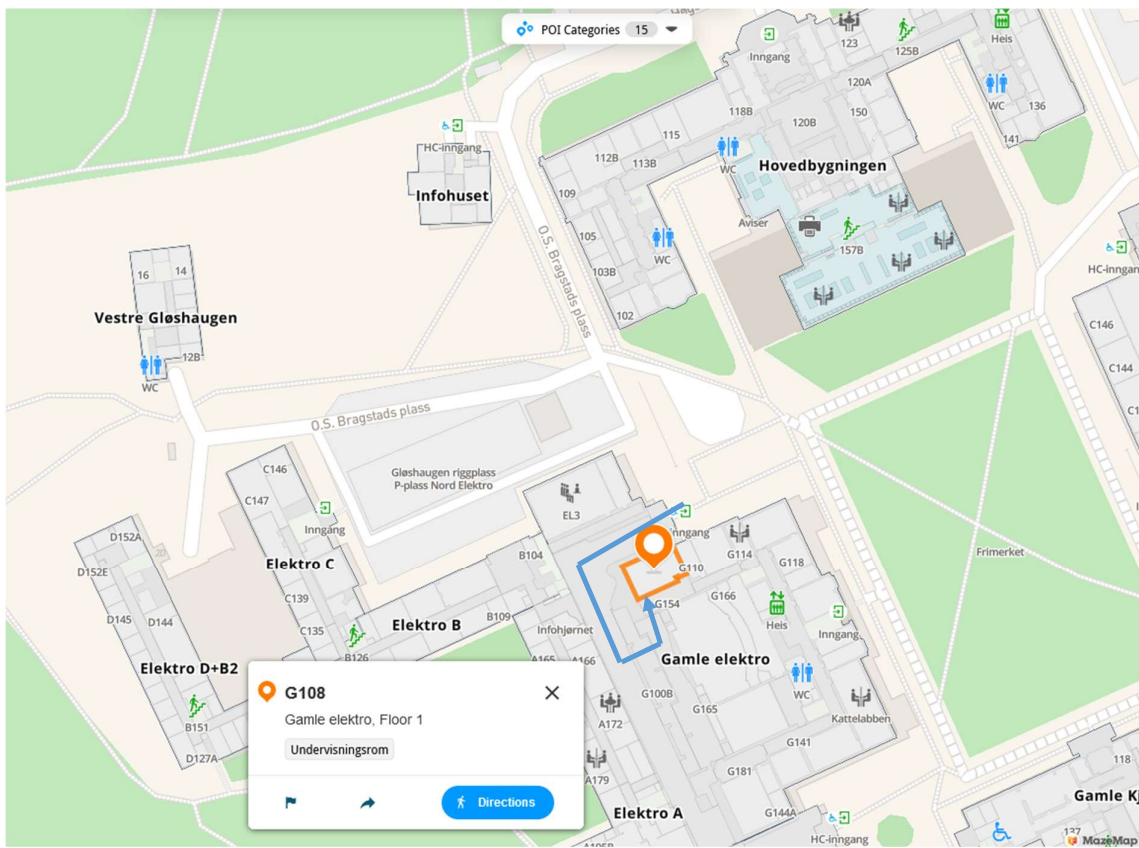 POI Categories 15
Inngang
123
125B
Heis
120A
WC
136
118B
120B
150
115
141
HC-inngang
112B
113B
WC
Hovedbygningen
109
Infohuset
Aviser
105
O.S. Bragstads plass
WC
157B
HC-inngan
103B
16
14
102
Vestre Gløshaugen
C146
12B
C144
WC
C1
O.S. Bragstads plass
C146
Gløshaugen riggplass
P-plass Nord Elektro
C147
EL3
Inngang
nngang
D152A
B104
G114
Frimerket
Elektro C
G110
G118
D152E
C139
G166
G154
B109
D145
D144
Heis
C135
Elektro B
Infohjørnet
Inngang
B126
A165
A166
Gamle elektro
Elektro D+B2
WC
G108
G100B
Gamle elektro, Floor 1
G165
Kattelabben
A172
B151
Undervisningsrom
G141
D127A
118
G181
A179
Gamle Kj
Directions
Elektro A
G144A
137
HC-inngang
A195B
MazeMap